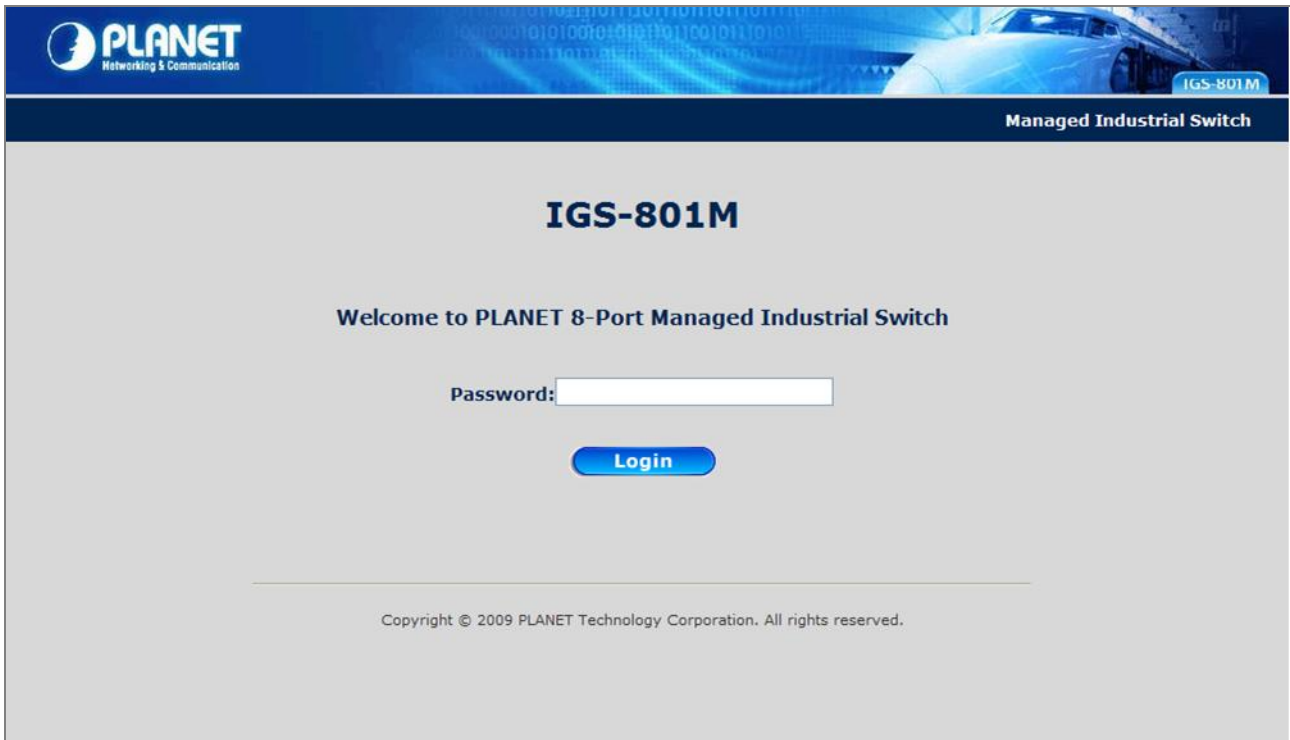 PLANET
Networking & Communication
IGS-801M
Managed Industrial Switch
IGS-801M
Welcome to PLANET 8-Port Managed Industrial Switch
Password:
Login
Copyright © 2009 PLANET Technology Corporation. All rights reserved.